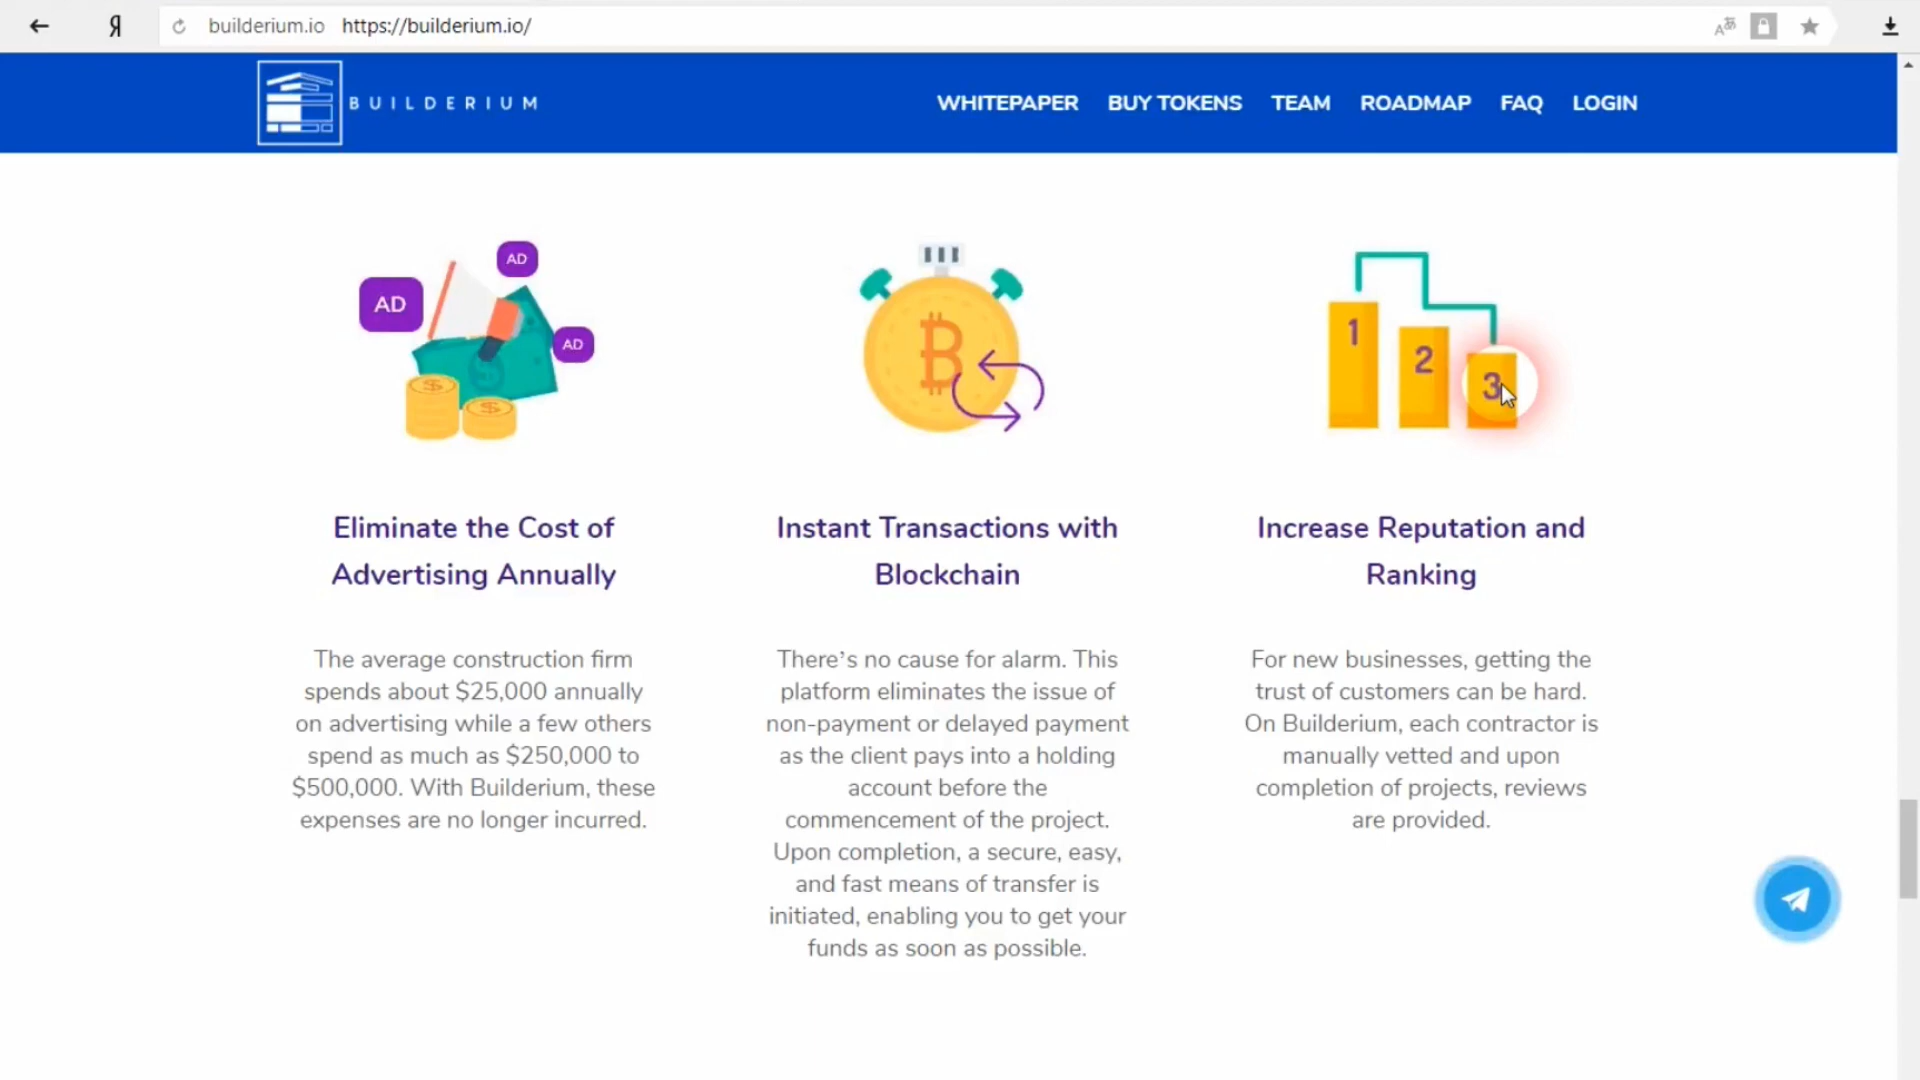 Я
builderium.io https://builderium.io/
BUILDERIUM
WHITEPAPER BUY TOKENS TEAM ROADMAP FAQ LOGIN
AD
AD
AD
1
2
3
Eliminate the Cost of
Advertising Annually
The average construction firm
spends about $25,000 annually
on advertising while a few others
spend as much as $250,000 to
$500,000. With Builderium, these
expenses are no longer incurred.
Instant Transactions with
Blockchain
There's no cause for alarm. This
platform eliminates the issue of
non-payment or delayed payment
as the client pays into a holding
account before the
commencement of the project.
Upon completion, a secure, easy,
and fast means of transfer is
initiated, enabling you to get your
funds as soon as possible.
Increase Reputation and
Ranking
For new businesses, getting the
trust of customers can be hard.
On Builderium, each contractor is
manually vetted and upon
completion of projects, reviews
are provided.